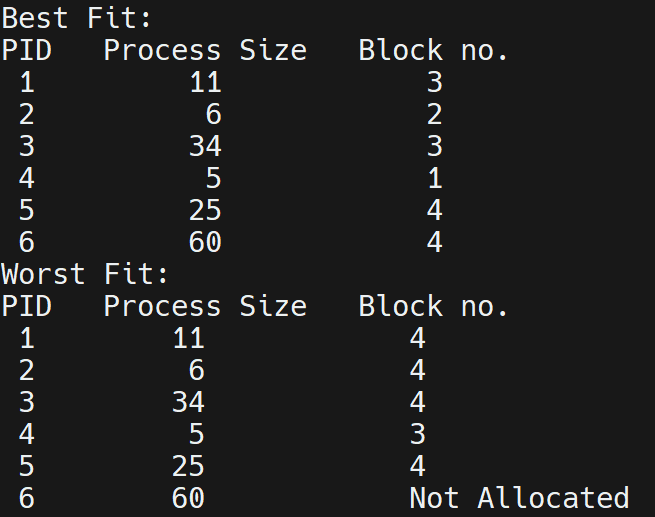 Best Fit:
PID   Process Size   Block no.
 1         11            3
 2          6            2
 3         34            3
 4          5            1
 5         25            4
 6         60            4
Worst Fit:
PID   Process Size   Block no.
 1        11            4
 2         6            4
 3        34            4
 4         5            3
 5        25            4
 6        60            Not Allocated